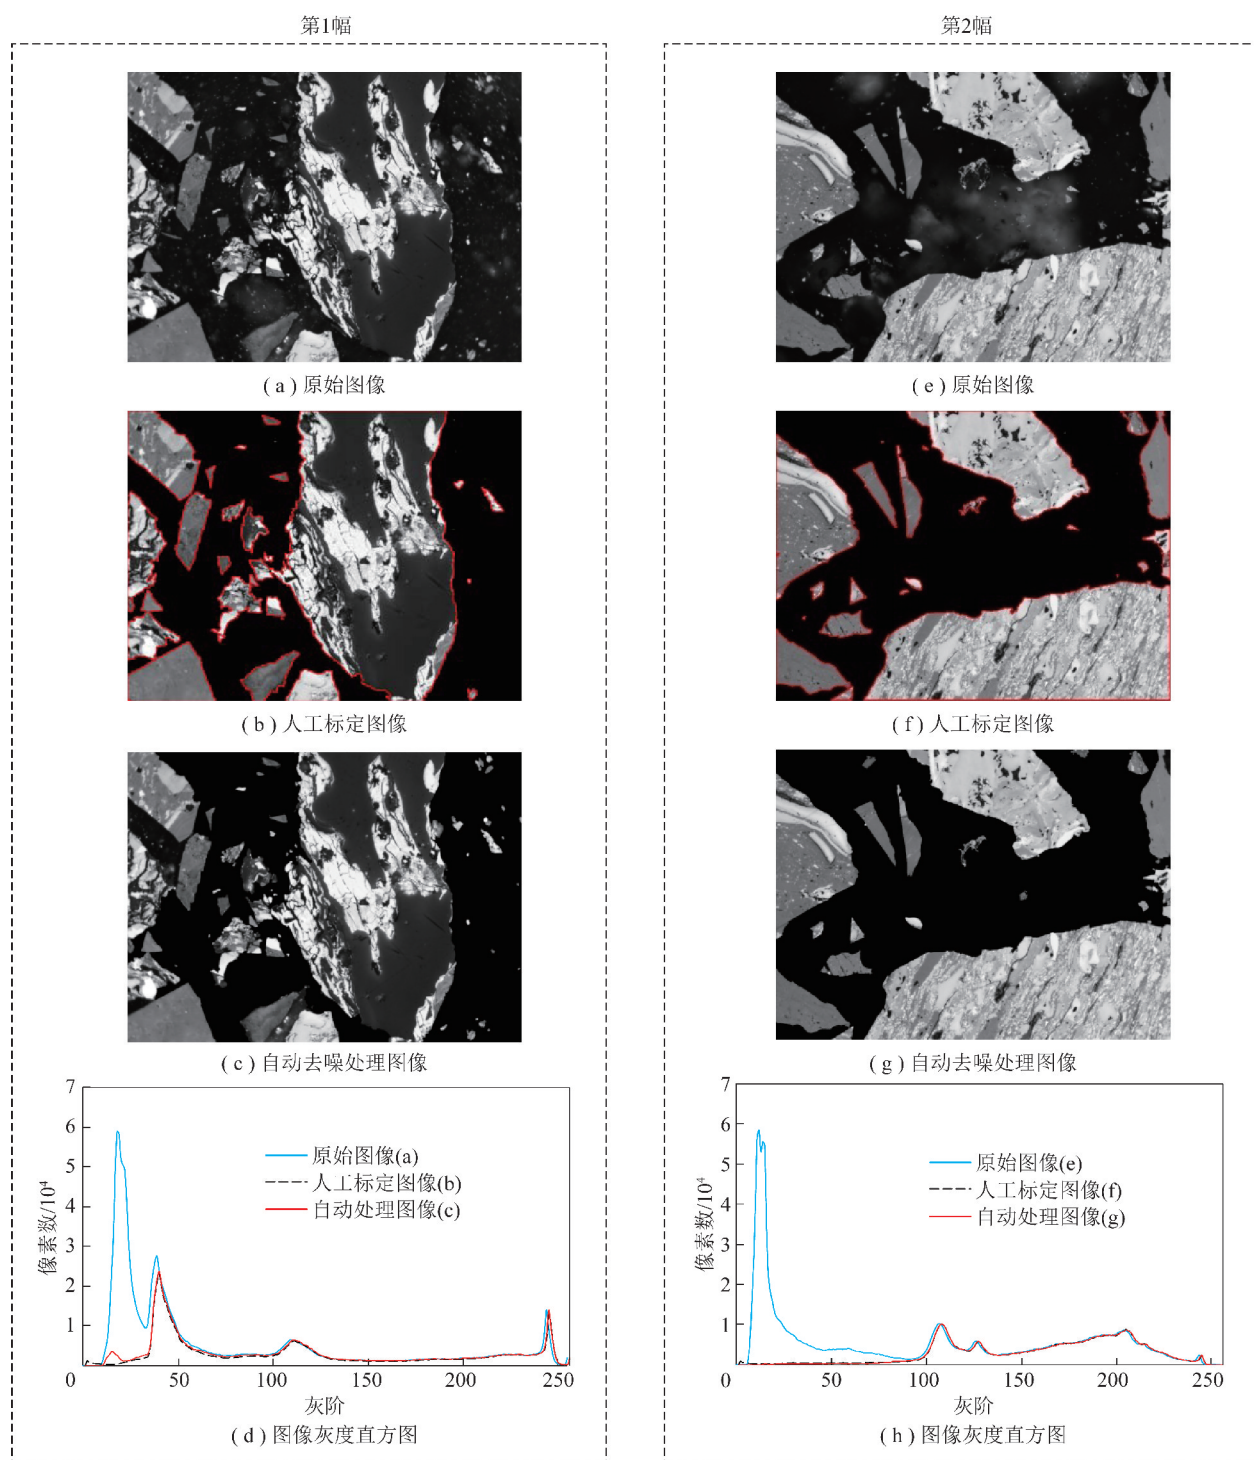 第1幅
(a)原始图像
(b)人工标定图像
(c)自动去噪处理图像
7
6
5
4
3
2
1
像素数/10⁴
原始图像(a)
人工标定图像(b)
自动处理图像(c)
0 50 100 150 200 250
灰阶
(d)图像灰度直方图
第2幅
(e)原始图像
(f)人工标定图像
(g)自动去噪处理图像
7
6
5
4
3
2
1
像素数/10⁴
原始图像(e)
人工标定图像(f)
自动处理图像(g)
0 50 100 150 200 250
灰阶
(h)图像灰度直方图